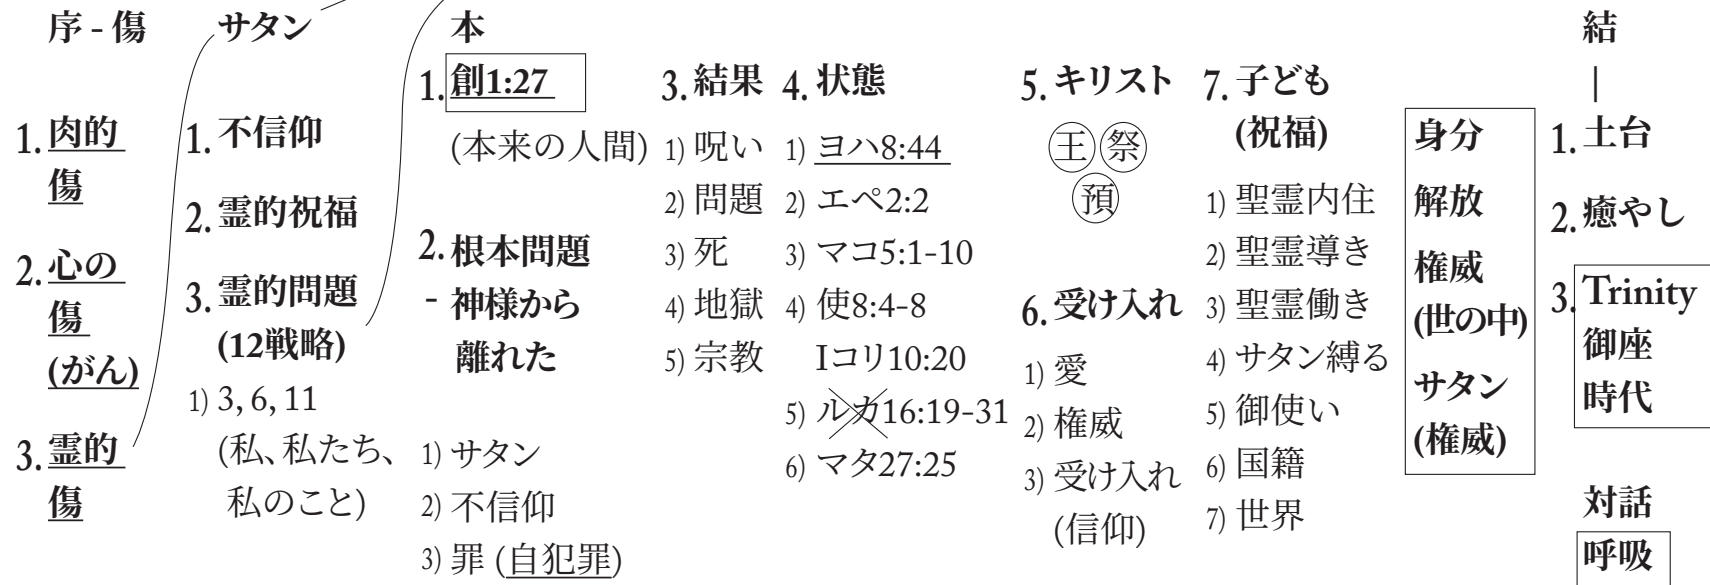 序 - 傷
1. 肉的
傷
2. 心の
傷
(がん)
3. 霊的
傷
サタン
1. 不信仰
2. 霊的祝福
3. 霊的問題
(12戦略)
1) 3, 6, 11
(私、私たち、
私のこと)
本
1. 創1:27
(本来の人間)
2. 根本問題
- 神様から
離れた
1) サタン
2) 不信仰
3) 罪 (自犯罪)
3. 結果
1) 呪い
2) 問題
3) 死
4) 地獄
5) 宗教
4. 状態
1) ヨハ8:44
2) エペ2:2
3) マコ5:1-10
4) 使8:4-8
Iコリ10:20
5) ルカ16:19-31
6) マタ27:25
5. キリスト
王 祭
預
6. 受け入れ
1) 愛
2) 権威
3) 受け入れ
(信仰)
7. 子ども
(祝福)
1) 聖霊内住
2) 聖霊導き
3) 聖霊働き
4) サタン縛る
5) 御使い
6) 国籍
7) 世界
身分
解放
権威
(世の中)
サタン
(権威)
結
|
1. 土台
2. 癒やし
3. Trinity
御座
時代
対話
呼吸